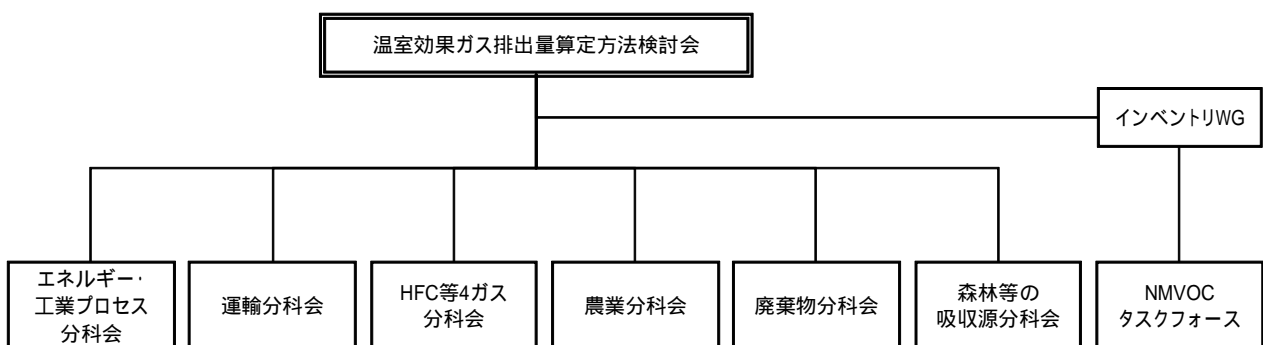 温室効果ガス排出量算定方法検討会
インベントリWG
エネルギー・
工業プロセス
分科会
運輸分科会
HFC等4ガス
分科会
農業分科会
廃棄物分科会
森林等の
吸収源分科会
NMVOC
タスクフォース